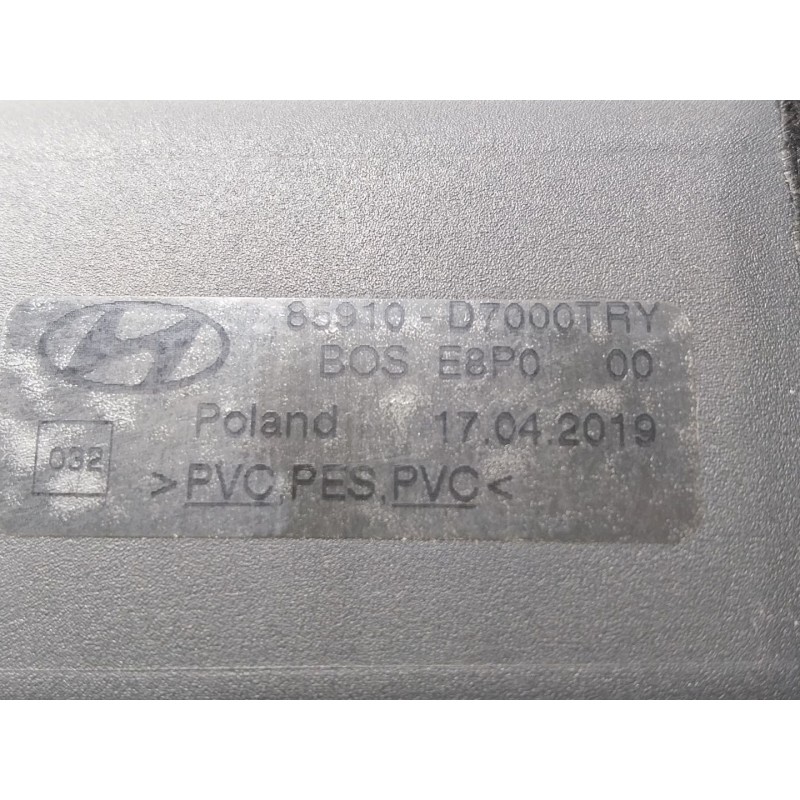 85910 - D7000TRY
BOS E8P0 00
Poland 17.04.2019
032
>PVC,PES,PVC<